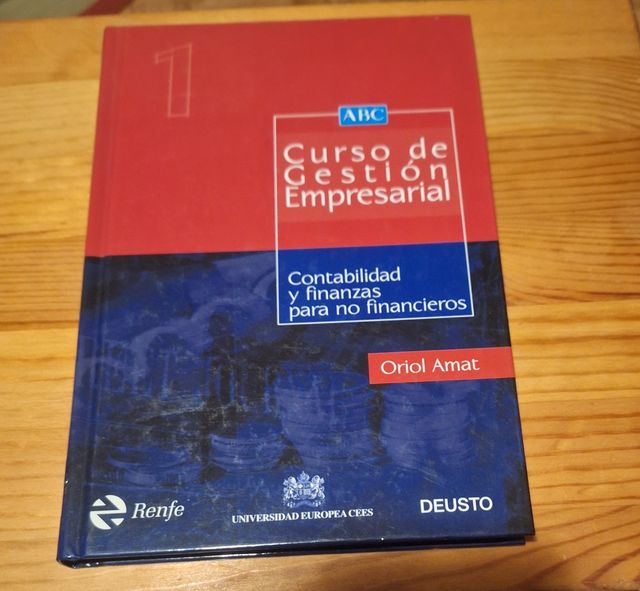 1
ABC
Curso de
Gestión
Empresarial
Contabilidad
y finanzas
para no financieros
Oriol Amat
Renfe
UNIVERSIDAD EUROPEA CEES
DEUSTO